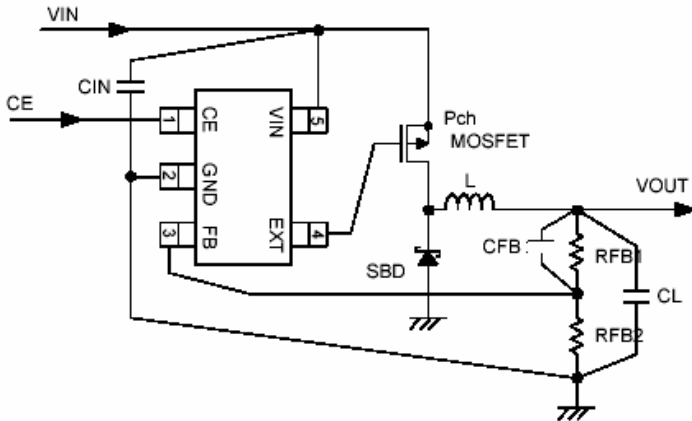 VIN
CIN
CE
1
CE
VIN
5
2
GND
3
FB
EXT
4
Pch
MOSFET
L
VOUT
SBD
CFB
RFB1
CL
RFB2